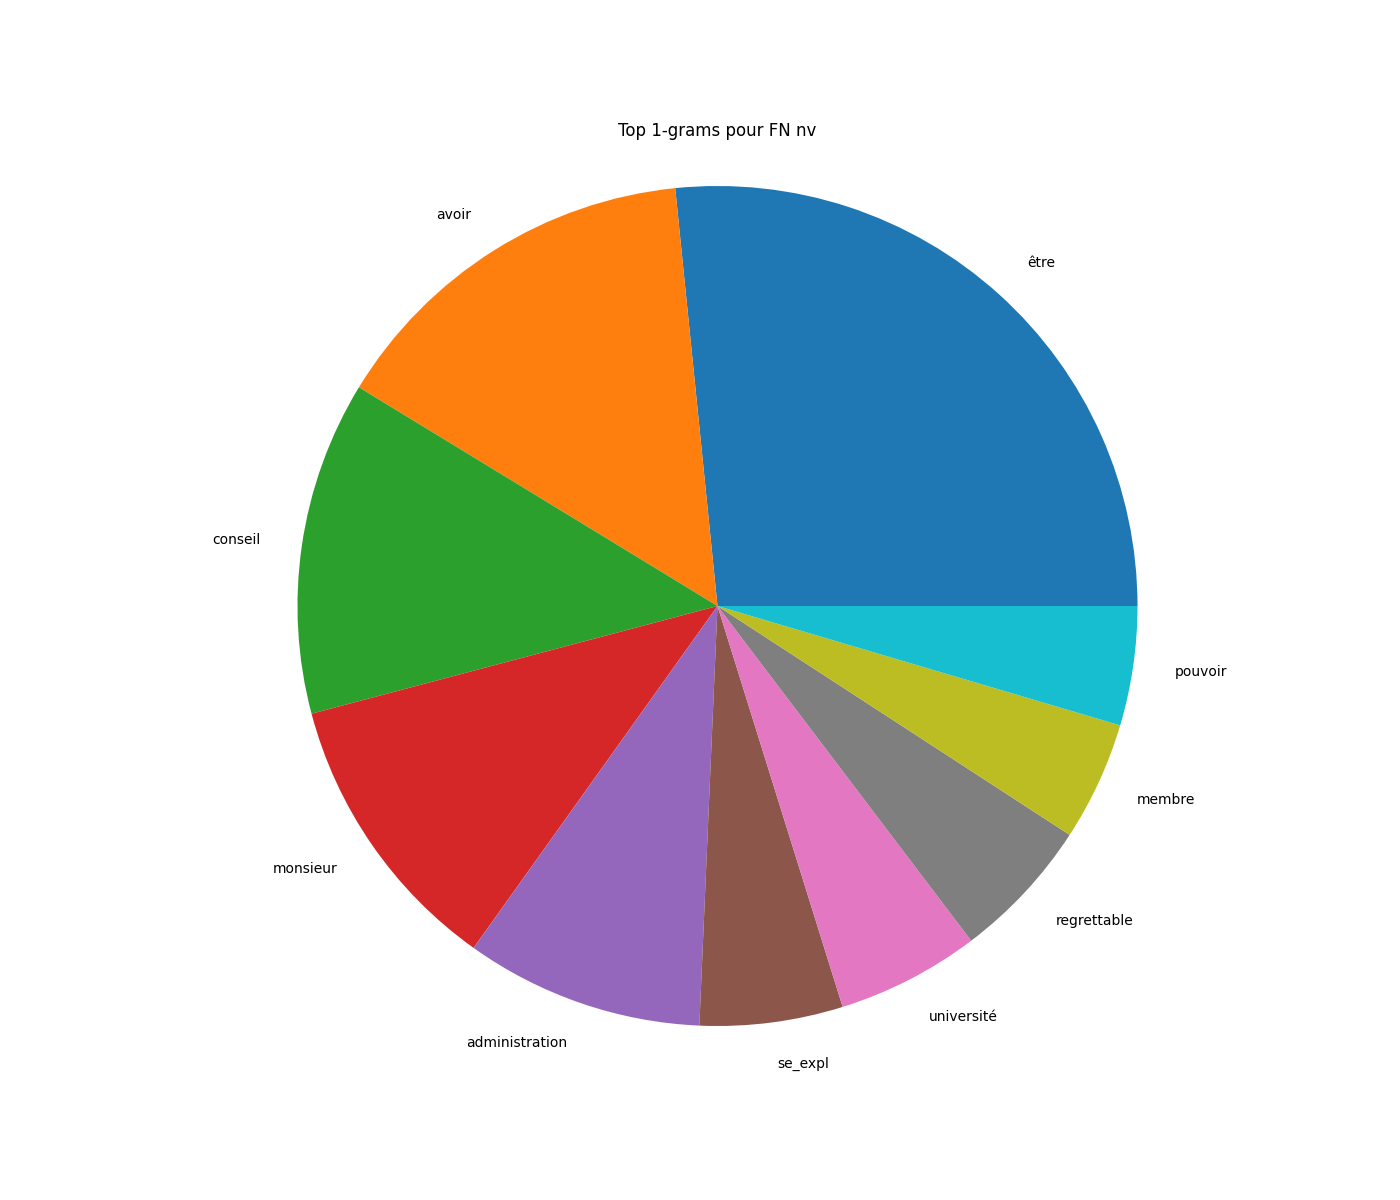 Top 1-grams pour FN nv
avoir
être
conseil
pouvoir
membre
monsieur
regrettable
université
administration
se_expl